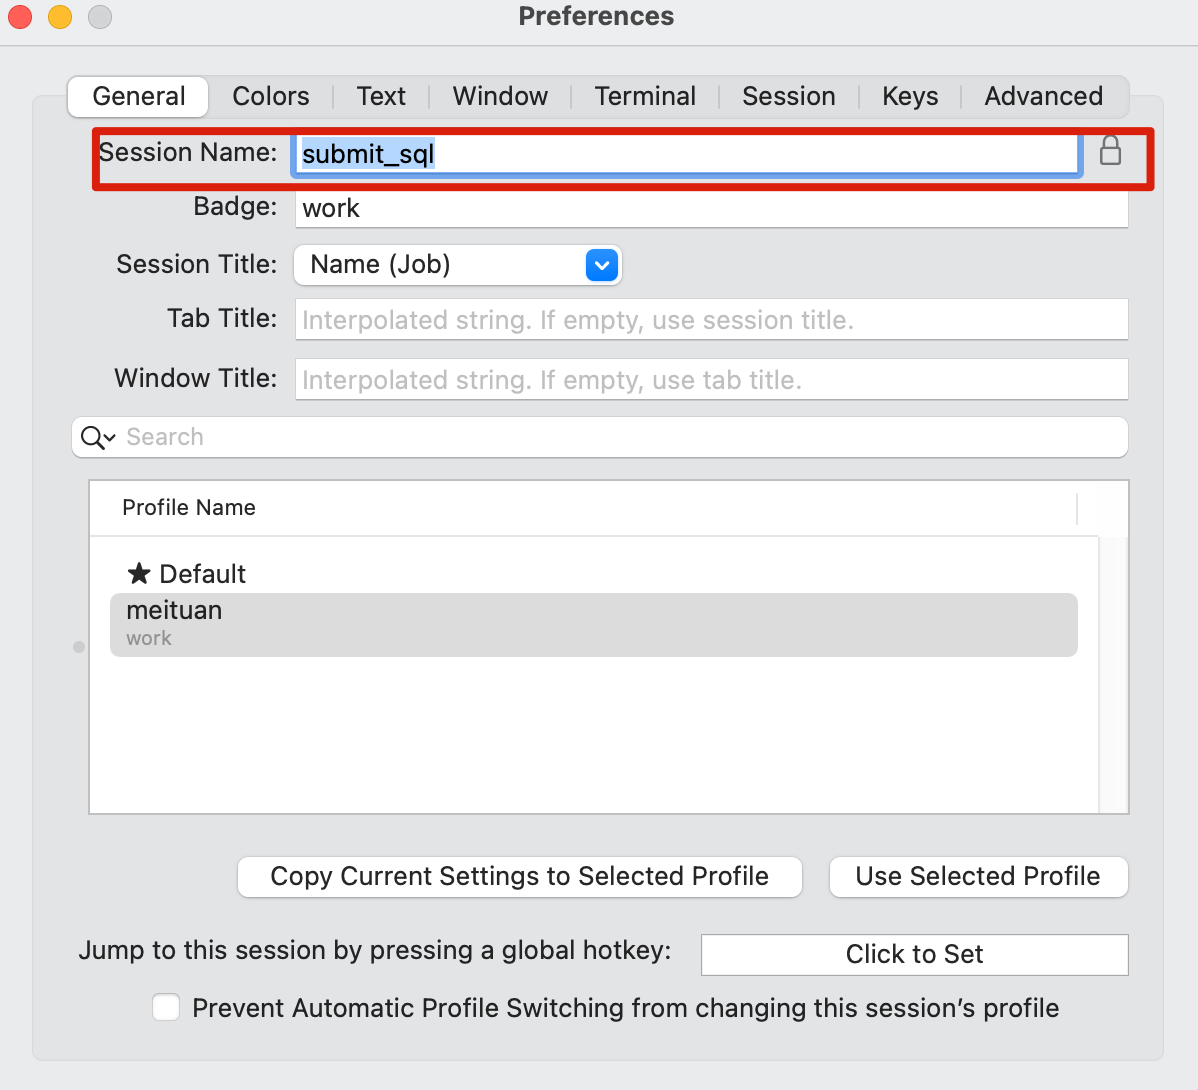 Preferences
General Colors Text Window Terminal Session Keys Advanced
Session Name: submit_sql
Badge: work
Session Title: Name (Job)
Tab Title: Interpolated string. If empty, use session title.
Window Title: Interpolated string. If empty, use tab title.
Search
Profile Name
★ Default
meituan
work
Copy Current Settings to Selected Profile Use Selected Profile
Jump to this session by pressing a global hotkey: Click to Set
Prevent Automatic Profile Switching from changing this session’s profile